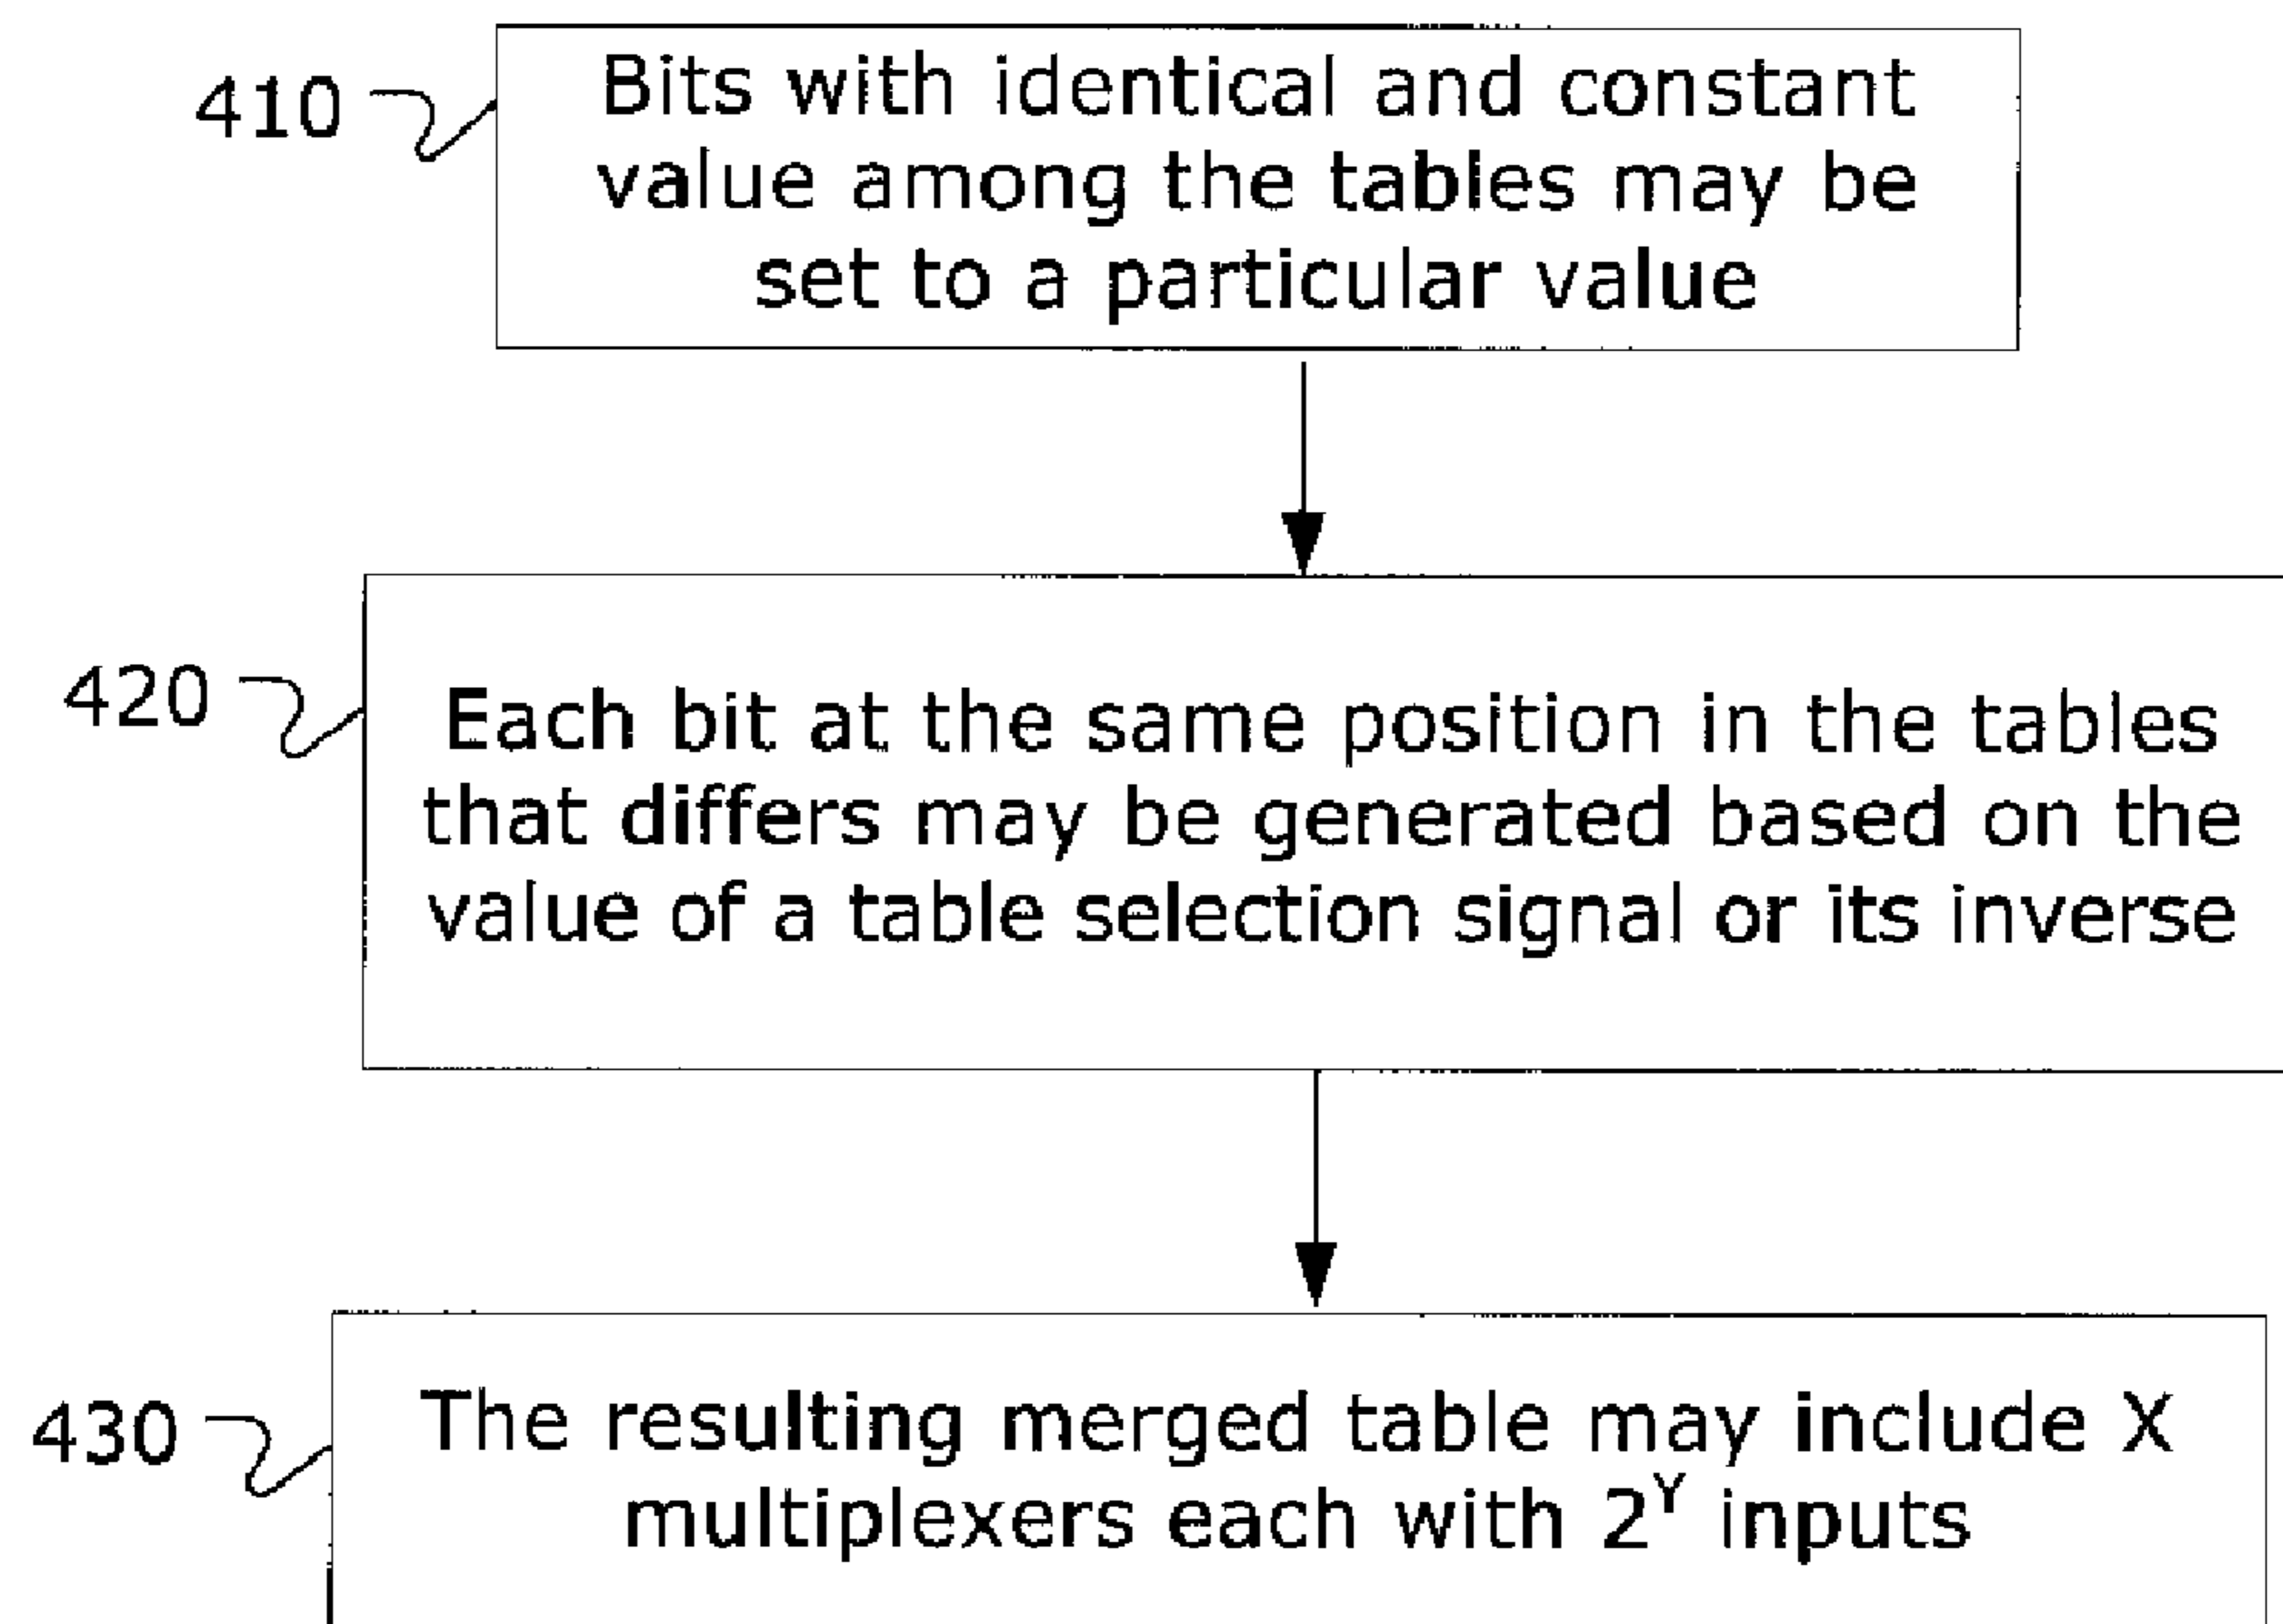 410
Bits with identical and constant
value among the tables may be
set to a particular value
420
Each bit at the same position in the tables
that differs may be generated based on the
value of a table selection signal or its inverse
430
The resulting merged table may include X
multiplexers each with 2^Y inputs